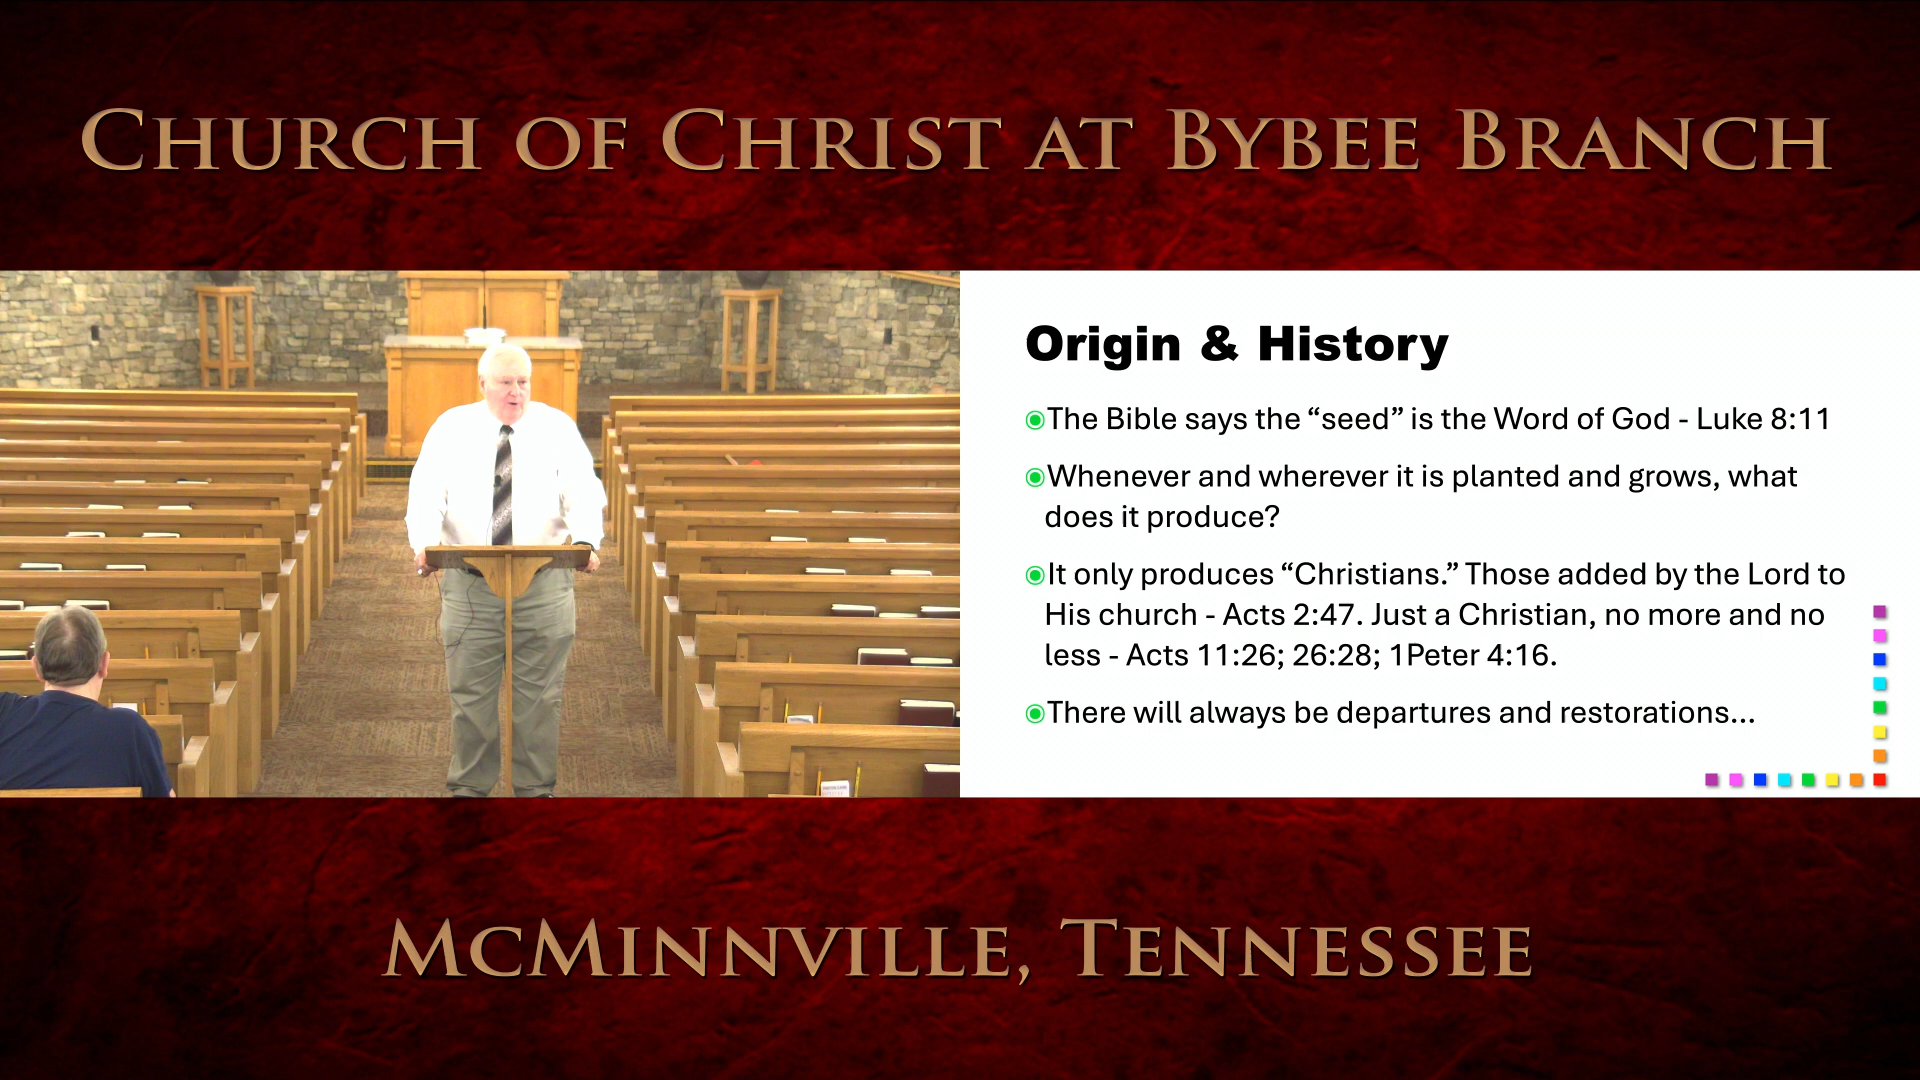 Church of Christ at Bybee Branch
Origin & History
The Bible says the “seed” is the Word of God - Luke 8:11
Whenever and wherever it is planted and grows, what
does it produce?
It only produces “Christians.” Those added by the Lord to
His church - Acts 2:47. Just a Christian, no more and no
less - Acts 11:26; 26:28; 1Peter 4:16.
There will always be departures and restorations...
McMinnville, Tennessee